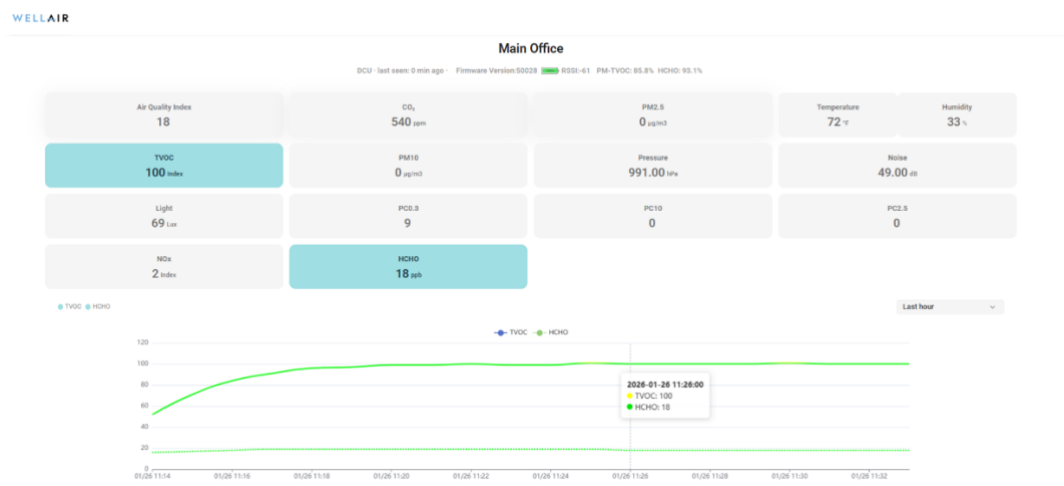 WELLAIR
Main Office
DCU · last seen: 0 min ago · Firmware Version:50028 RSSI:-61 PM-TVOC: 85.8% HCHO: 93.1%
Air Quality Index CO₂ PM2.5 Temperature Humidity
18 540 ppm 0 µg/m3 72 °F 33 %
TVOC PM10 Pressure Noise
100 Index 0 µg/m3 991.00 hPa 49.00 dB
Light PC0.3 PC10 PC2.5
69 Lux 9 0 0
NOx HCHO
2 Index 18 ppb
TVOC HCHO Last hour
TVOC HCHO
120
100
80
60
40
20
0
2026-01-26 11:26:00
TVOC: 100
HCHO: 18
01/26 11:14 01/26 11:16 01/26 11:18 01/26 11:20 01/26 11:22 01/26 11:24 01/26 11:26 01/26 11:28 01/26 11:30 01/26 11:32